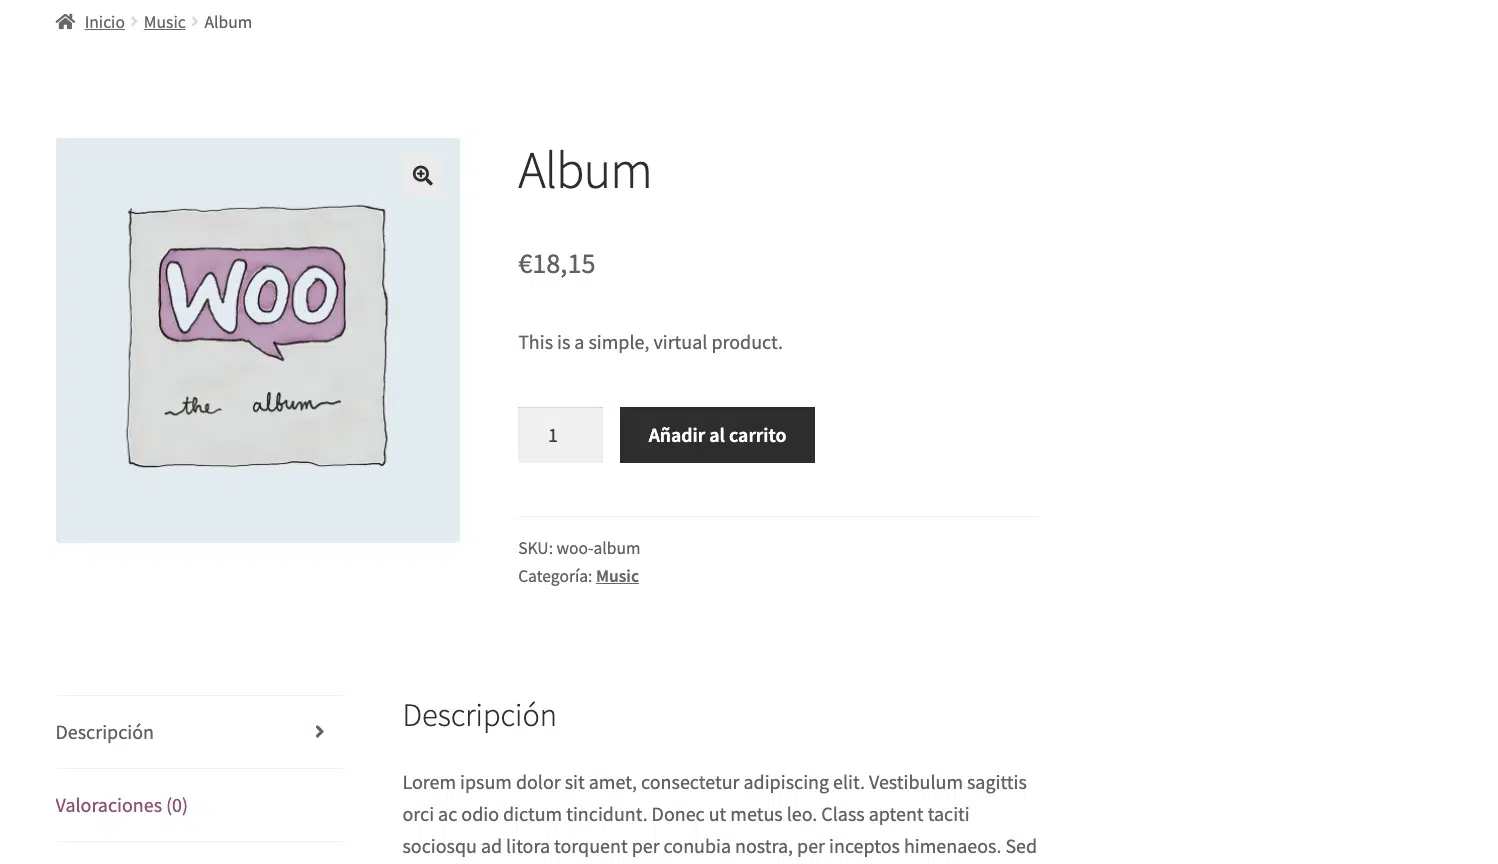 Inicio Music Album
WOO
the album
Album
€18,15
This is a simple, virtual product.
1 Añadir al carrito
SKU: woo-album
Categoría: Music
Descripción
Valoraciones (0)
Descripción
Lorem ipsum dolor sit amet, consectetur adipiscing elit. Vestibulum sagittis
orci ac odio dictum tincidunt. Donec ut metus leo. Class aptent taciti
sociosqu ad litora torquent per conubia nostra, per inceptos himenaeos. Sed